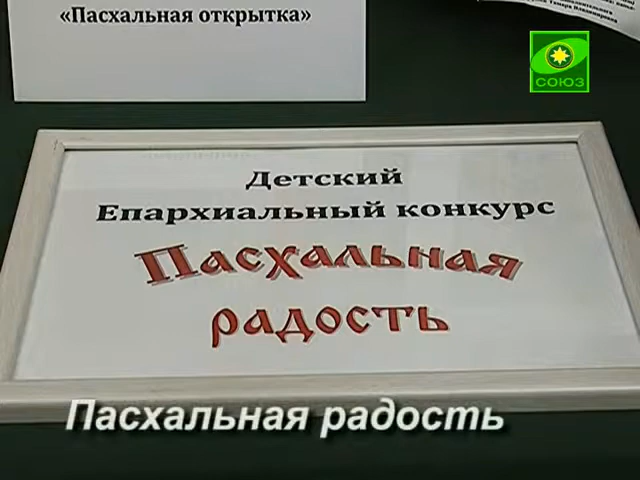 «Пасхальная открытка»
СОЮЗ
Детский
Епархиальный конкурс
Пасхальная
радость
Пасхальная радость